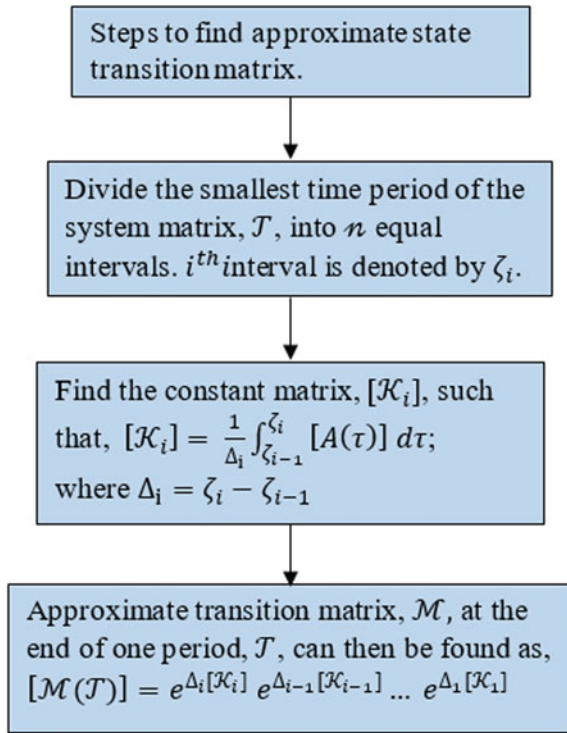 Steps to find approximate state
transition matrix.
Divide the smallest time period of the
system matrix, 𝒯, into 𝓃 equal
intervals. iᵗʰinterval is denoted by ζᵢ.
Find the constant matrix, [𝒦ᵢ], such
that, [𝒦ᵢ] = 1/Δᵢ ∫_{ζᵢ₋₁}^{ζᵢ} [A(τ)] dτ;
where Δᵢ = ζᵢ − ζᵢ₋₁
Approximate transition matrix, ℳ, at the
end of one period, 𝒯, can then be found as,
[ℳ(𝒯)] = e^{Δᵢ[𝒦ᵢ]} e^{Δᵢ₋₁[𝒦ᵢ₋₁]} … e^{Δ₁[𝒦₁]}